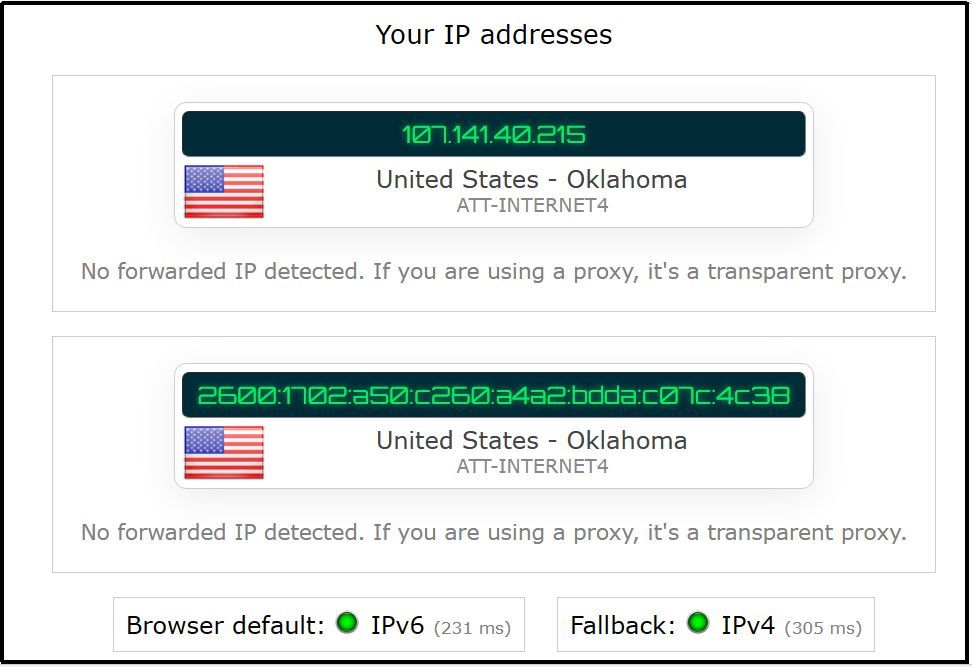 Your IP addresses
107.141.40.215
United States - Oklahoma
ATT-INTERNET4
No forwarded IP detected. If you are using a proxy, it's a transparent proxy.
2600:1702:a50:c260:a4a2:bdda:c07c:4c38
United States - Oklahoma
ATT-INTERNET4
No forwarded IP detected. If you are using a proxy, it's a transparent proxy.
Browser default: IPv6 (231 ms) Fallback: IPv4 (305 ms)